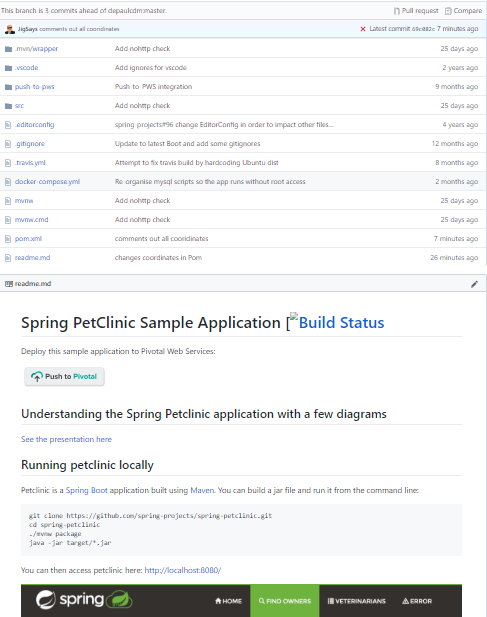 This branch is 3 commits ahead of depaulcdm:master.
Pull request Compare
JigSays comments out all cooridinates
Latest commit 7 minutes ago
.mvn/wrapper Add nohttp check 25 days ago
.vscode Add ignores for vscode 2 years ago
push-to-pws Push to PWS integration 9 months ago
src Add nohttp check 25 days ago
.editorconfig spring-projects#96 change EditorConfig in order to impact other files... 4 years ago
.gitignore Update to latest Boot and add some gitignores 12 months ago
.travis.yml Attempt to fix travis build by hardcoding Ubuntu dist 8 months ago
docker-compose.yml Re-organise mysql scripts so the app runs without root access 2 months ago
mvnw Add nohttp check 25 days ago
mvnw.cmd Add nohttp check 25 days ago
pom.xml comments out all cooridinates 7 minutes ago
readme.md changes coordinates in Pom 26 minutes ago
readme.md
Spring PetClinic Sample Application [Build Status
Deploy this sample application to Pivotal Web Services:
Push to Pivotal
Understanding the Spring Petclinic application with a few diagrams
See the presentation here
Running petclinic locally
Petclinic is a Spring Boot application built using Maven. You can build a jar file and run it from the command line:
git clone https://github.com/spring-projects/spring-petclinic.git
cd spring-petclinic
./mvnw package
java -jar target/*.jar
You can then access petclinic here: http://localhost:8080/
spring HOME FIND OWNERS VETERINARIANS ERROR